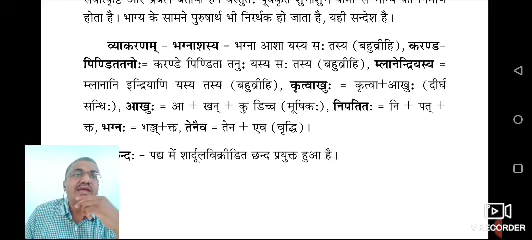 होता है। भाग्य के सामने पुरुषार्थ भी निरर्थक हो जाता है, यही सन्देश है।
व्याकरणम् - भग्नाशस्य - भग्ना आशा यस्य सः तस्य (बहुव्रीहि), करण्ड-
पिण्डिततनोः= करण्डे पिण्डिता तनुः यस्य सः तस्य (बहुव्रीहि), म्लानेन्द्रियस्य =
म्लानानि इन्द्रियाणि यस्य तस्य (बहुव्रीहि), कृत्वाखुः = कृत्वा+आखुः (दीर्घ
सन्धिः), आखुः = आ + खन् + कु डिच्च (मूषिकः), निपतितः = नि + पत् +
क्त, भग्नः= भञ्ज्+क्त, तेनैव- तेन + एव (वृद्धि)।
न्दः - पद्य में शार्दूलविक्रीडित छन्द प्रयुक्त हुआ है।
V RECORDER